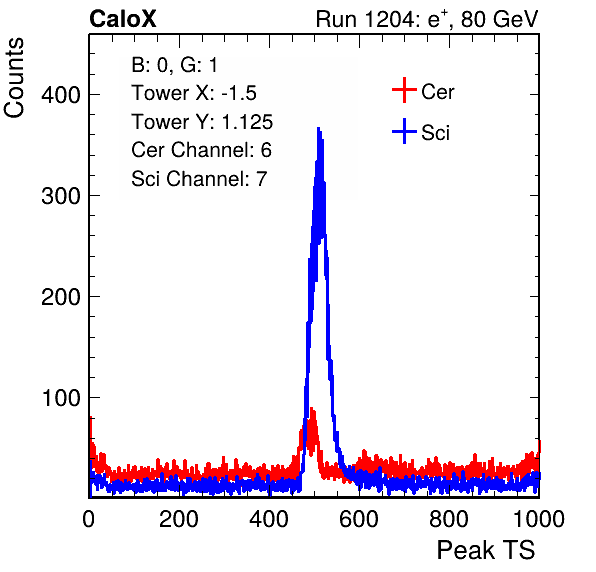 CaloX Run 1204: e⁺, 80 GeV
Counts
B: 0, G: 1
Tower X: -1.5
Tower Y: 1.125
Cer Channel: 6
Sci Channel: 7
Cer
Sci
400
300
200
100
0 200 400 600 800 1000
Peak TS